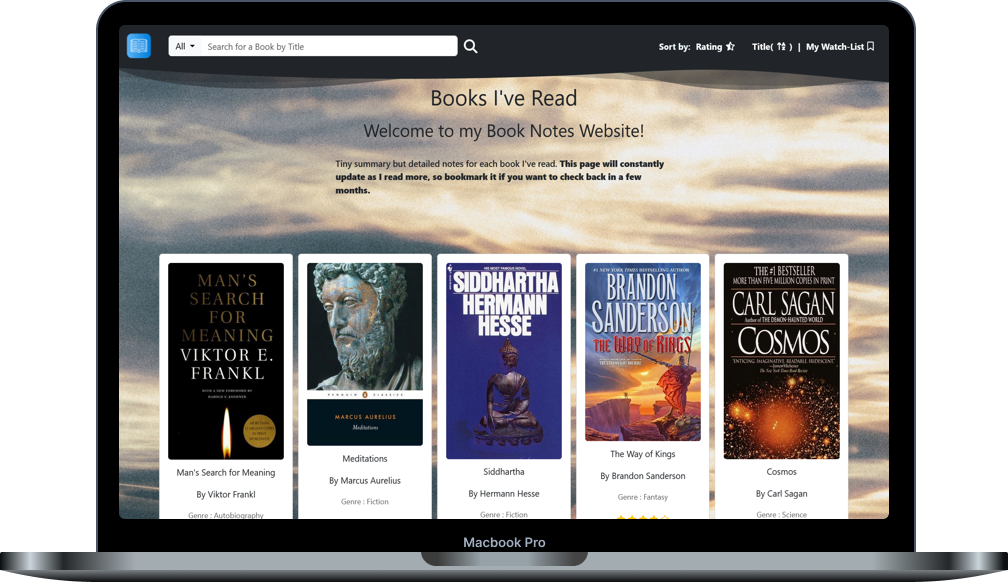 All
Search for a Book by Title
Sort by: Rating
Title( ) | My Watch-List
Books I've Read
Welcome to my Book Notes Website!
Tiny summary but detailed notes for each book I've read. This page will constantly
update as I read more, so bookmark it if you want to check back in a few
months.
MAN'S
SEARCH
FOR
MEANING
VIKTOR E.
FRANKL
WITH A NEW FOREWORD BY
HAROLD S. KUSHNER
Man's Search for Meaning
By Viktor Frankl
Genre : Autobiography
PENGUIN CLASSICS
MARCUS AURELIUS
Meditations
Meditations
By Marcus Aurelius
Genre : Fiction
HIS MOST FAMOUS NOVEL
SIDDHARTHA
HERMANN
HESSE
Siddhartha
By Hermann Hesse
Genre : Fiction
#1 NEW YORK TIMES BESTSELLING AUTHOR
BRANDON
SANDERSON
THE WAY OF KINGS
The Way of Kings
By Brandon Sanderson
Genre : Fantasy
THE #1 BESTSELLER
MORE THAN FIVE MILLION COPIES IN PRINT
CARL SAGAN
Author of THE DEMON-HAUNTED WORLD
COSMOS
"ENTICING, IMAGINATIVE, READABLE, IRIDESCENT."
Cosmos
By Carl Sagan
Genre : Science
Macbook Pro